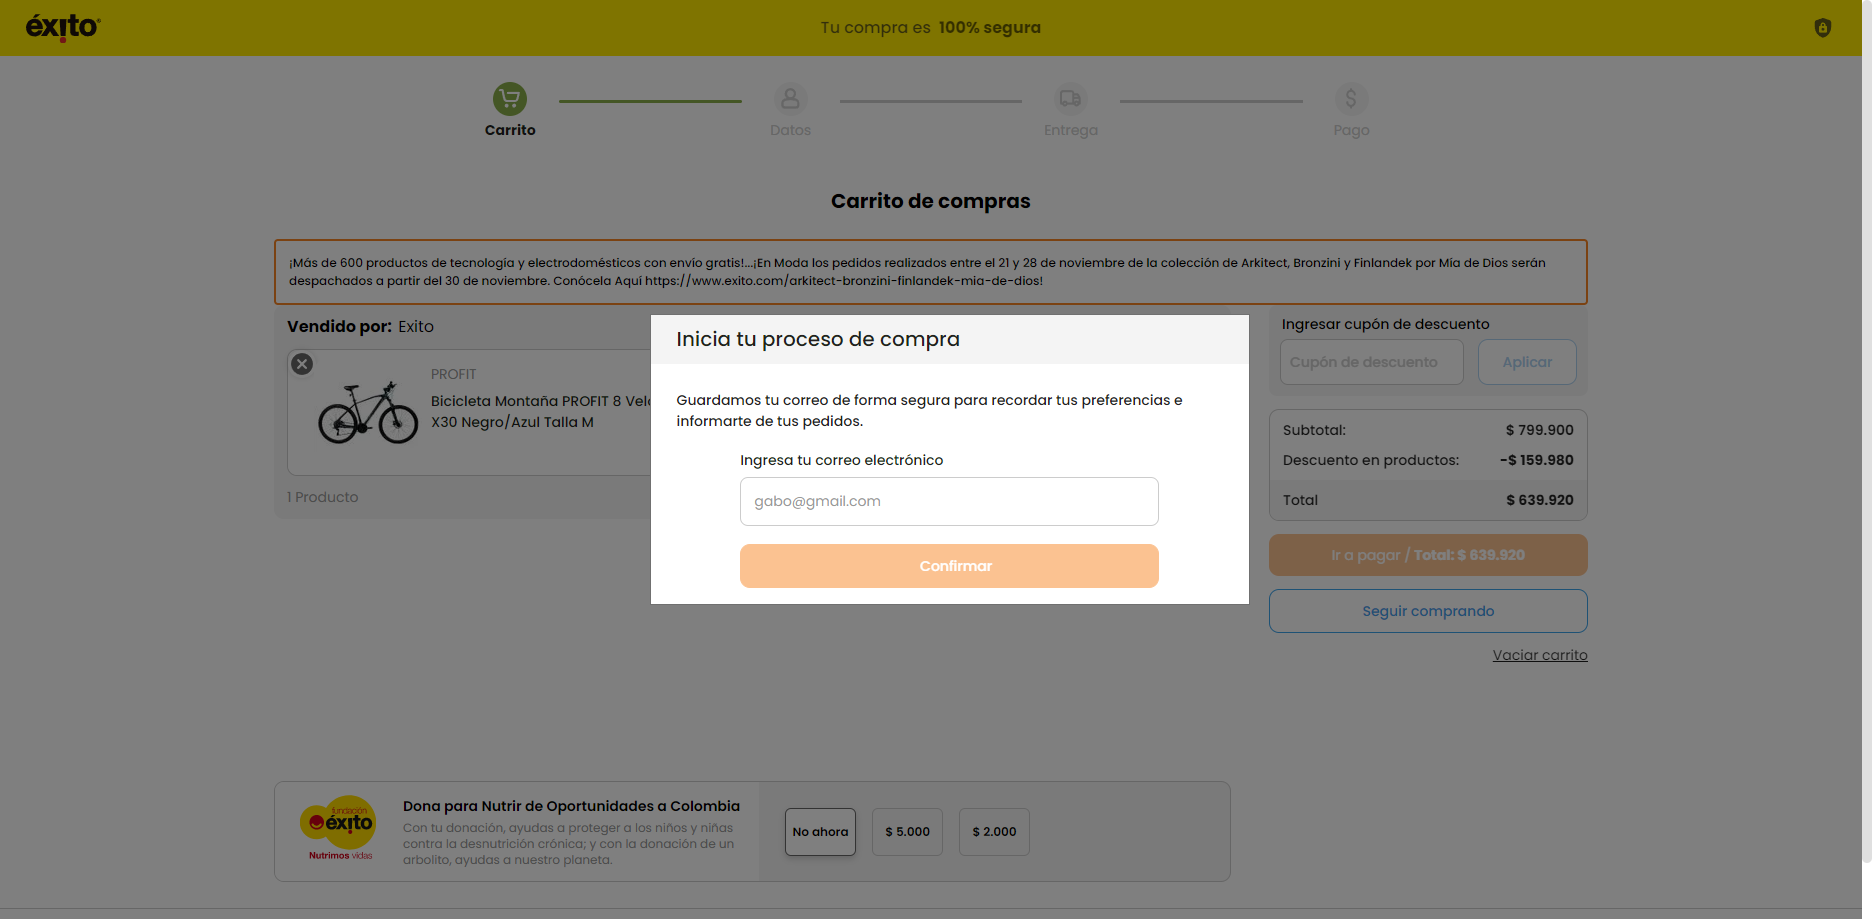 éxito
Tu compra es 100% segura
Carrito
Datos
Entrega
Pago
Carrito de compras
¡Más de 600 productos de tecnología y electrodomésticos con envío gratis!...¡En Moda los pedidos realizados entre el 21 y 28 de noviembre de la colección de Arkitect, Bronzini y Finlandek por Mía de Dios serán
despachados a partir del 30 de noviembre. Conócela Aquí https://www.exito.com/arkitect-bronzini-finlandek-mia-de-dios!
Vendido por: Exito
PROFIT
Bicicleta Montaña PROFIT 8
X30 Negro/Azul Talla M
1 Producto
Inicia tu proceso de compra
Guardamos tu correo de forma segura para recordar tus preferencias e
informarte de tus pedidos.
Ingresa tu correo electrónico
gabo@gmail.com
Confirmar
Ingresar cupón de descuento
Cupón de descuento
Aplicar
Subtotal: $ 799.900
Descuento en productos: -$ 159.980
Total $ 639.920
Ir a pagar / Total: $ 639.920
Seguir comprando
Vaciar carrito
fundación
éxito
Nutrimos vidas
Dona para Nutrir de Oportunidades a Colombia
Con tu donación, ayudas a proteger a los niños y niñas
contra la desnutrición crónica; y con la donación de un
arbolito, ayudas a nuestro planeta.
No ahora
$ 5.000
$ 2.000